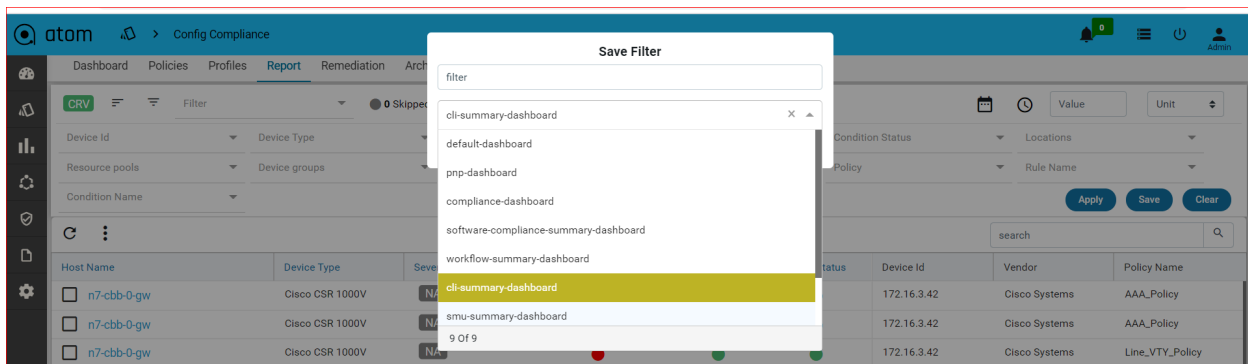 atom > Config Compliance
0
Admin
Save Filter
filter
cli-summary-dashboard ×
default-dashboard
pnp-dashboard
compliance-dashboard
software-compliance-summary-dashboard
workflow-summary-dashboard
cli-summary-dashboard
smu-summary-dashboard
9 Of 9
Dashboard Policies Profiles Report Remediation Arch
CRV Filter 0 Skipped Value Unit
Device Id Device Type Condition Status Locations
Resource pools Device groups Policy Rule Name
Condition Name Apply Save Clear
search
Host Name Device Type Seve tatus Device Id Vendor Policy Name
n7-cbb-0-gw Cisco CSR 1000V NA 172.16.3.42 Cisco Systems AAA_Policy
n7-cbb-0-gw Cisco CSR 1000V NA 172.16.3.42 Cisco Systems AAA_Policy
n7-cbb-0-gw Cisco CSR 1000V NA 172.16.3.42 Cisco Systems Line_VTY_Policy